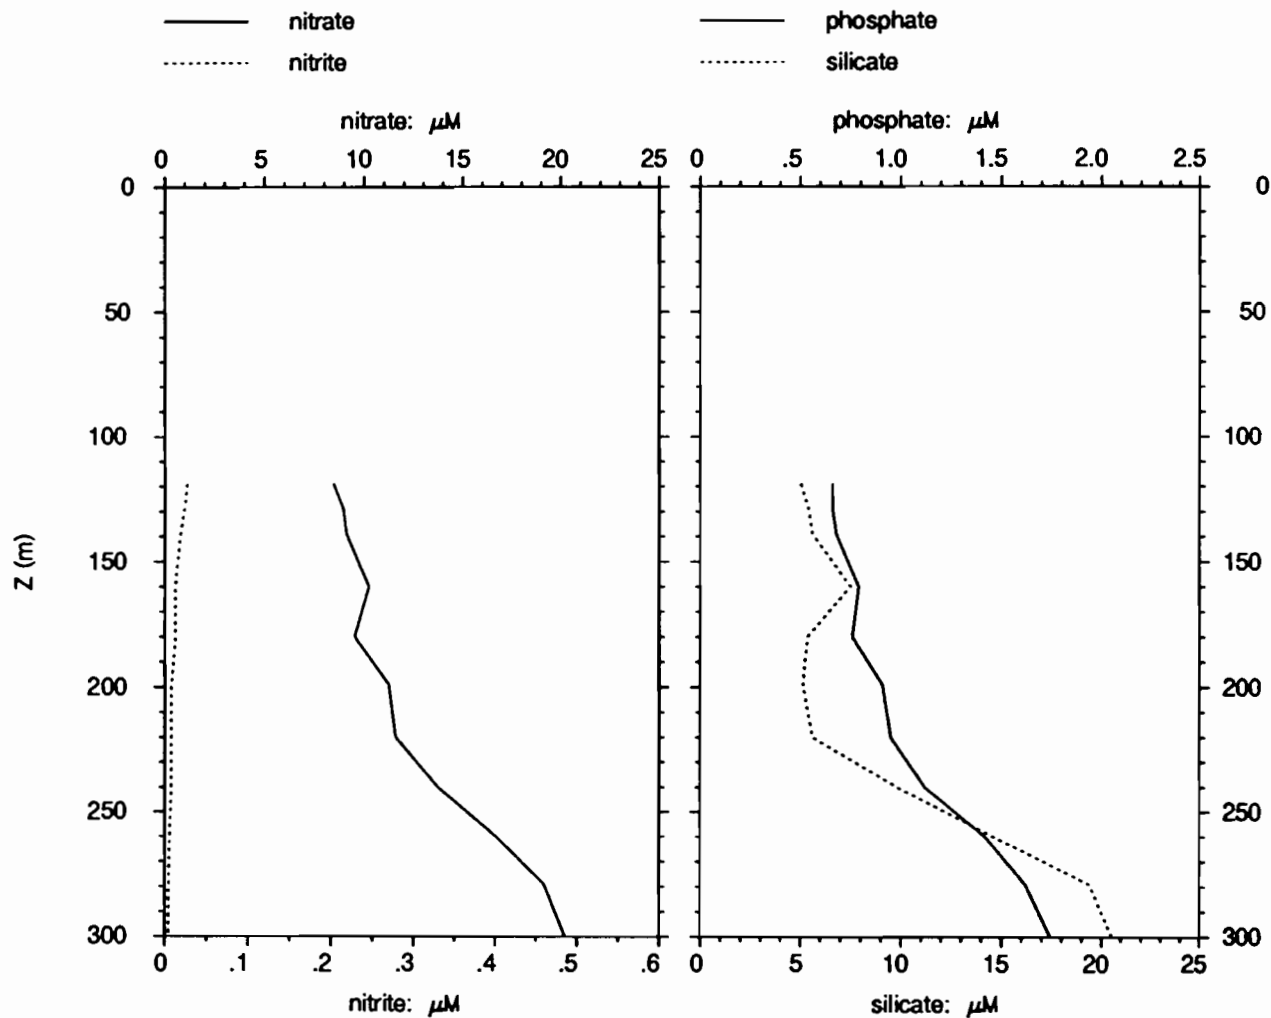 nitrate phosphate
nitrite silicate
nitrate: µM phosphate: µM
0 5 10 15 20 25 0 .5 1.0 1.5 2.0 2.5
0 0
50 50
100 100
150 150
Z (m)
200 200
250 250
300 300
0 .1 .2 .3 .4 .5 .6 0 5 10 15 20 25
nitrite: µM silicate: µM